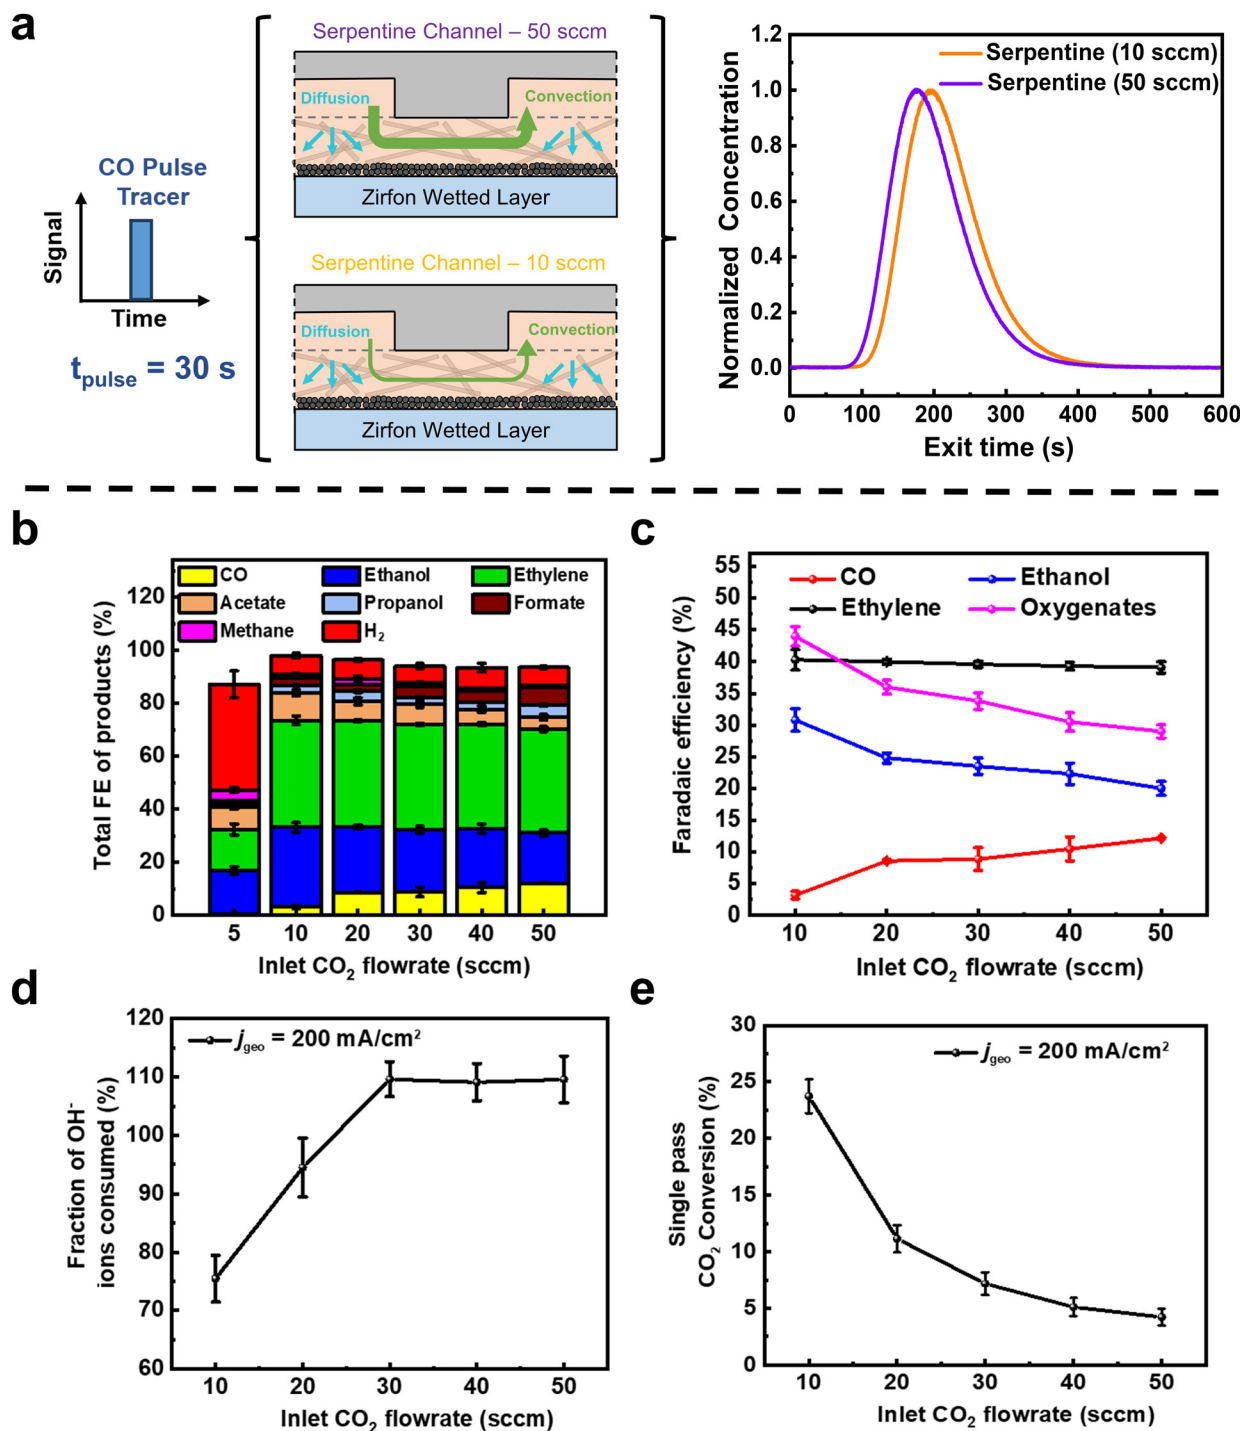 a
Serpentine Channel – 50 sccm
Diffusion
Convection
Zirfon Wetted Layer
CO Pulse
Tracer
Signal
Time
t_pulse = 30 s
Serpentine Channel – 10 sccm
Diffusion
Convection
Zirfon Wetted Layer
Serpentine (10 sccm)
Serpentine (50 sccm)
Normalized Concentration
1.2
1.0
0.8
0.6
0.4
0.2
0.0
0 100 200 300 400 500 600
Exit time (s)
b
CO Ethanol Ethylene
Acetate Propanol Formate
Methane H₂
Total FE of products (%)
120
100
80
60
40
20
0
5 10 20 30 40 50
Inlet CO₂ flowrate (sccm)
c
CO Ethanol
Ethylene Oxygenates
Faradaic efficiency (%)
55
50
45
40
35
30
25
20
15
10
5
0
10 20 30 40 50
Inlet CO₂ flowrate (sccm)
d
j_geo = 200 mA/cm²
Fraction of OH⁻
ions consumed (%)
120
110
100
90
80
70
60
10 20 30 40 50
Inlet CO₂ flowrate (sccm)
e
j_geo = 200 mA/cm²
Single pass
CO₂ Conversion (%)
30
25
20
15
10
5
0
10 20 30 40 50
Inlet CO₂ flowrate (sccm)